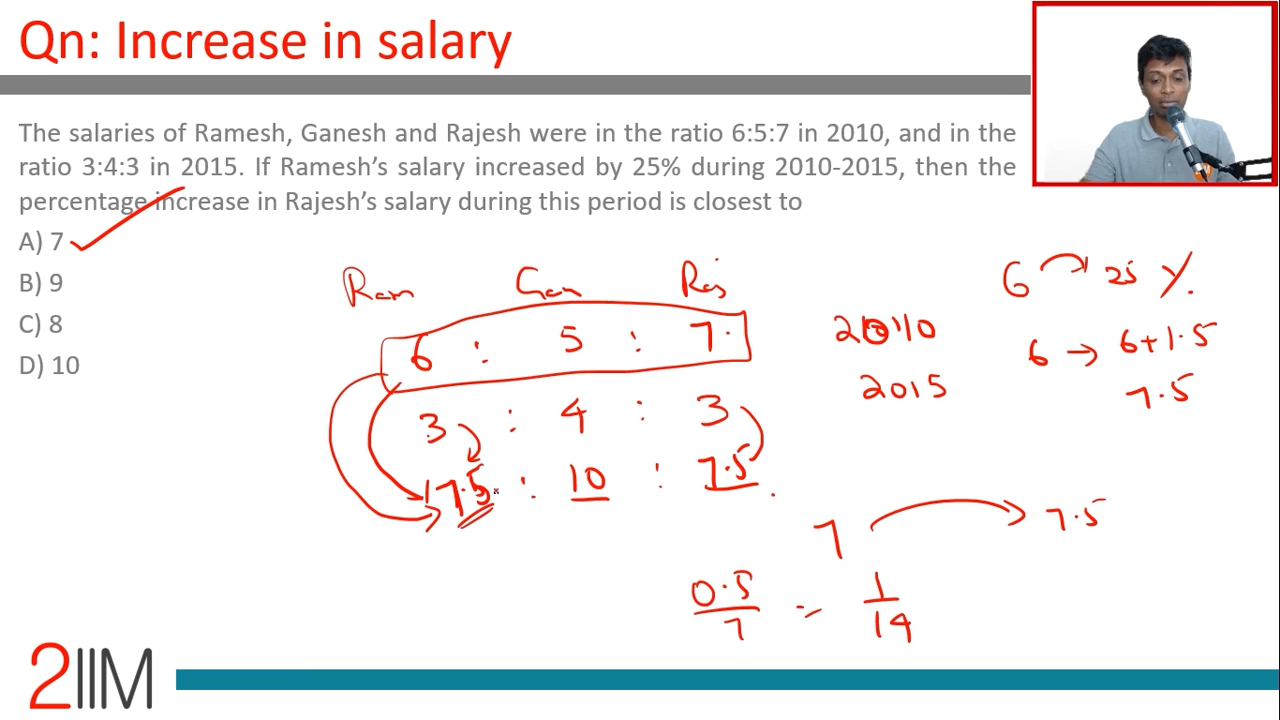 Qn: Increase in salary
The salaries of Ramesh, Ganesh and Rajesh were in the ratio 6:5:7 in 2010, and in the
ratio 3:4:3 in 2015. If Ramesh's salary increased by 25% during 2010-2015, then the
percentage increase in Rajesh's salary during this period is closest to
A) 7
B) 9
C) 8
D) 10
Ram Gan Raj
6 : 5 : 7
3 : 4 : 3
7.5 : 10 : 7.5
2010
2015
6 25 %
6 → 6+1.5
7.5
7 → 7.5
0.5/7 = 1/14
2IIM